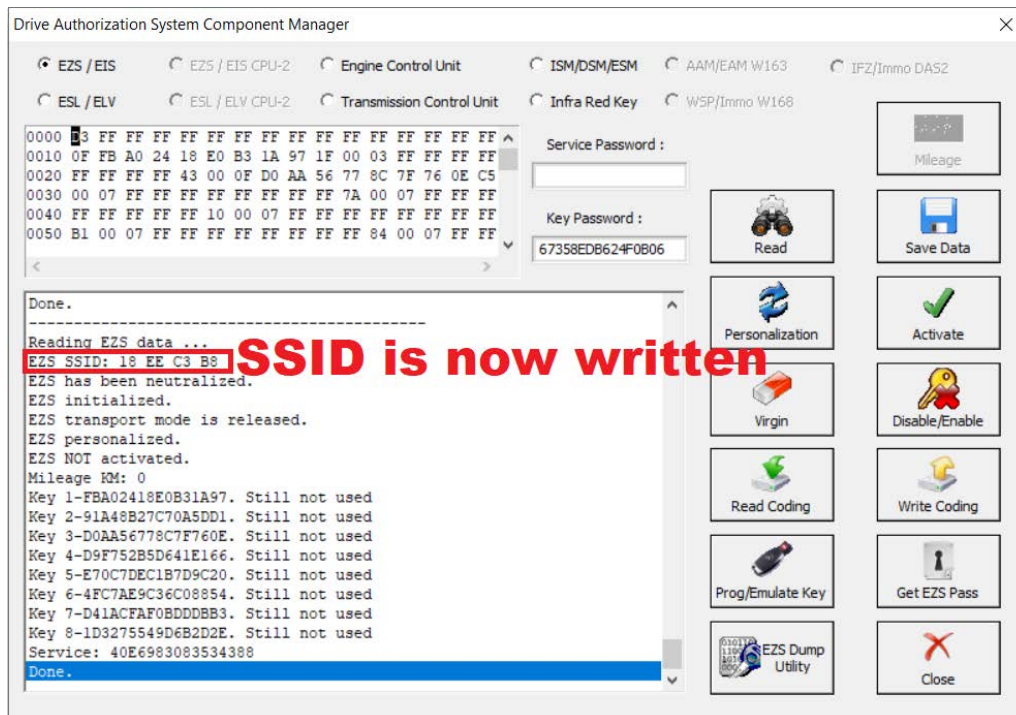 Drive Authorization System Component Manager
EZS / EIS
EZS / EIS CPU-2
Engine Control Unit
ISM/DSM/ESM
AAM/EAM W163
IFZ/Immo DAS2
ESL / ELV
ESL / ELV CPU-2
Transmission Control Unit
Infra Red Key
WSP/Immo W168
0000 D3 FF FF FF FF FF FF FF FF FF FF FF FF FF FF FF
0010 0F FB A0 24 18 E0 B3 1A 97 1F 00 03 FF FF FF FF
0020 FF FF FF FF 43 00 0F D0 AA 56 77 8C 7F 76 0E C5
0030 00 07 FF FF FF FF FF FF FF FF FF 7A 00 07 FF FF FF
0040 FF FF FF FF FF 10 00 07 FF FF FF FF FF FF FF FF
0050 B1 00 07 FF FF FF FF FF FF FF FF 84 00 07 FF FF
Service Password :
Key Password :
67358EDB624F0B06
Mileage
Read
Save Data
Personalization
Activate
Virgin
Disable/Enable
Read Coding
Write Coding
Prog/Emulate Key
Get EZS Pass
EZS Dump
Utility
Close
Done.
--------------------------------------------
Reading EZS data ...
EZS SSID: 18 EE C3 B8
SSID is now written
EZS has been neutralized.
EZS initialized.
EZS transport mode is released.
EZS personalized.
EZS NOT activated.
Mileage KM: 0
Key 1-FBA02418E0B31A97. Still not used
Key 2-91A48B27C70A5DD1. Still not used
Key 3-D0AA56778C7F760E. Still not used
Key 4-D9F752B5D641E166. Still not used
Key 5-E70C7DEC1B7D9C20. Still not used
Key 6-4FC7AE9C36C08854. Still not used
Key 7-D41ACFAF0BDDDBB3. Still not used
Key 8-1D3275549D6B2D2E. Still not used
Service: 40E6983083534388
Done.